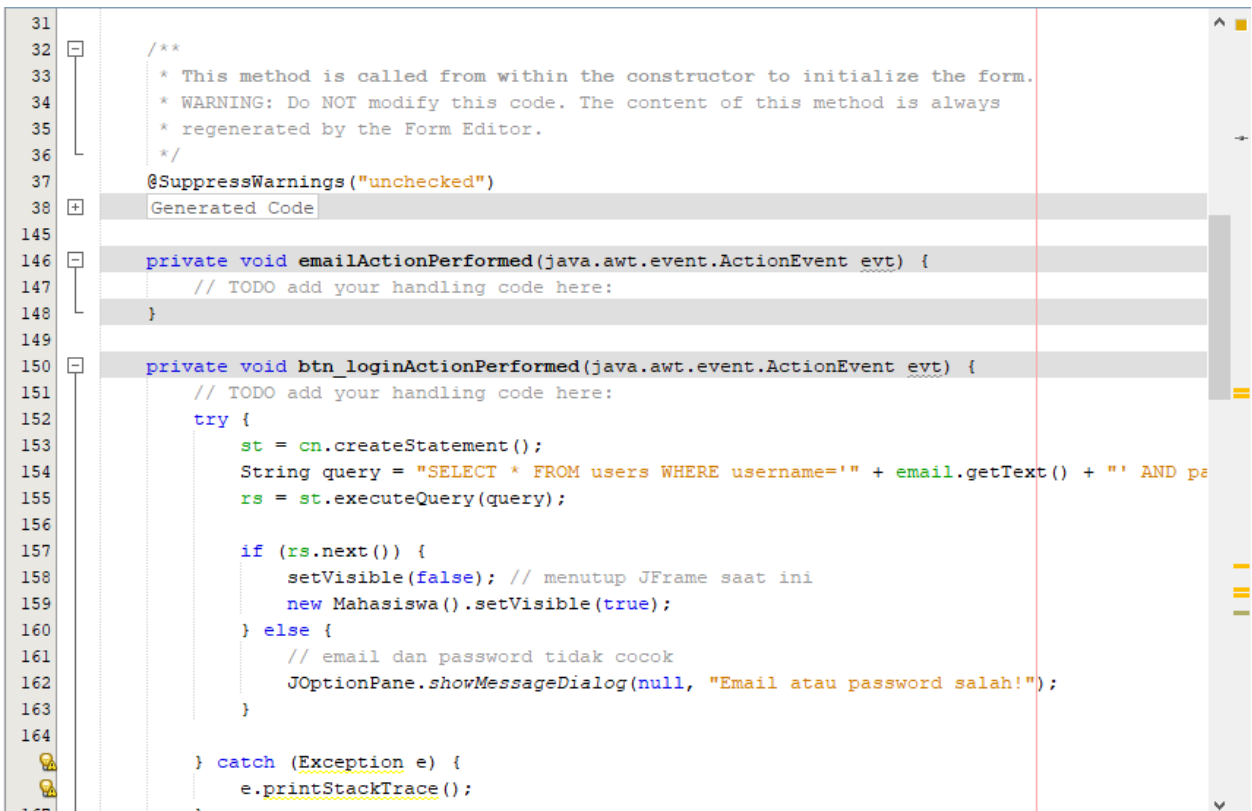 31
32 /**
33 * This method is called from within the constructor to initialize the form.
34 * WARNING: Do NOT modify this code. The content of this method is always
35 * regenerated by the Form Editor.
36 */
37 @SuppressWarnings("unchecked")
38 Generated Code
145
146 private void emailActionPerformed(java.awt.event.ActionEvent evt) {
147 // TODO add your handling code here:
148 }
149
150 private void btn_loginActionPerformed(java.awt.event.ActionEvent evt) {
151 // TODO add your handling code here:
152 try {
153 st = cn.createStatement();
154 String query = "SELECT * FROM users WHERE username='" + email.getText() + "' AND pa
155 rs = st.executeQuery(query);
156
157 if (rs.next()) {
158 setVisible(false); // menutup JFrame saat ini
159 new Mahasiswa().setVisible(true);
160 } else {
161 // email dan password tidak cocok
162 JOptionPane.showMessageDialog(null, "Email atau password salah!");
163 }
164
} catch (Exception e) {
e.printStackTrace();